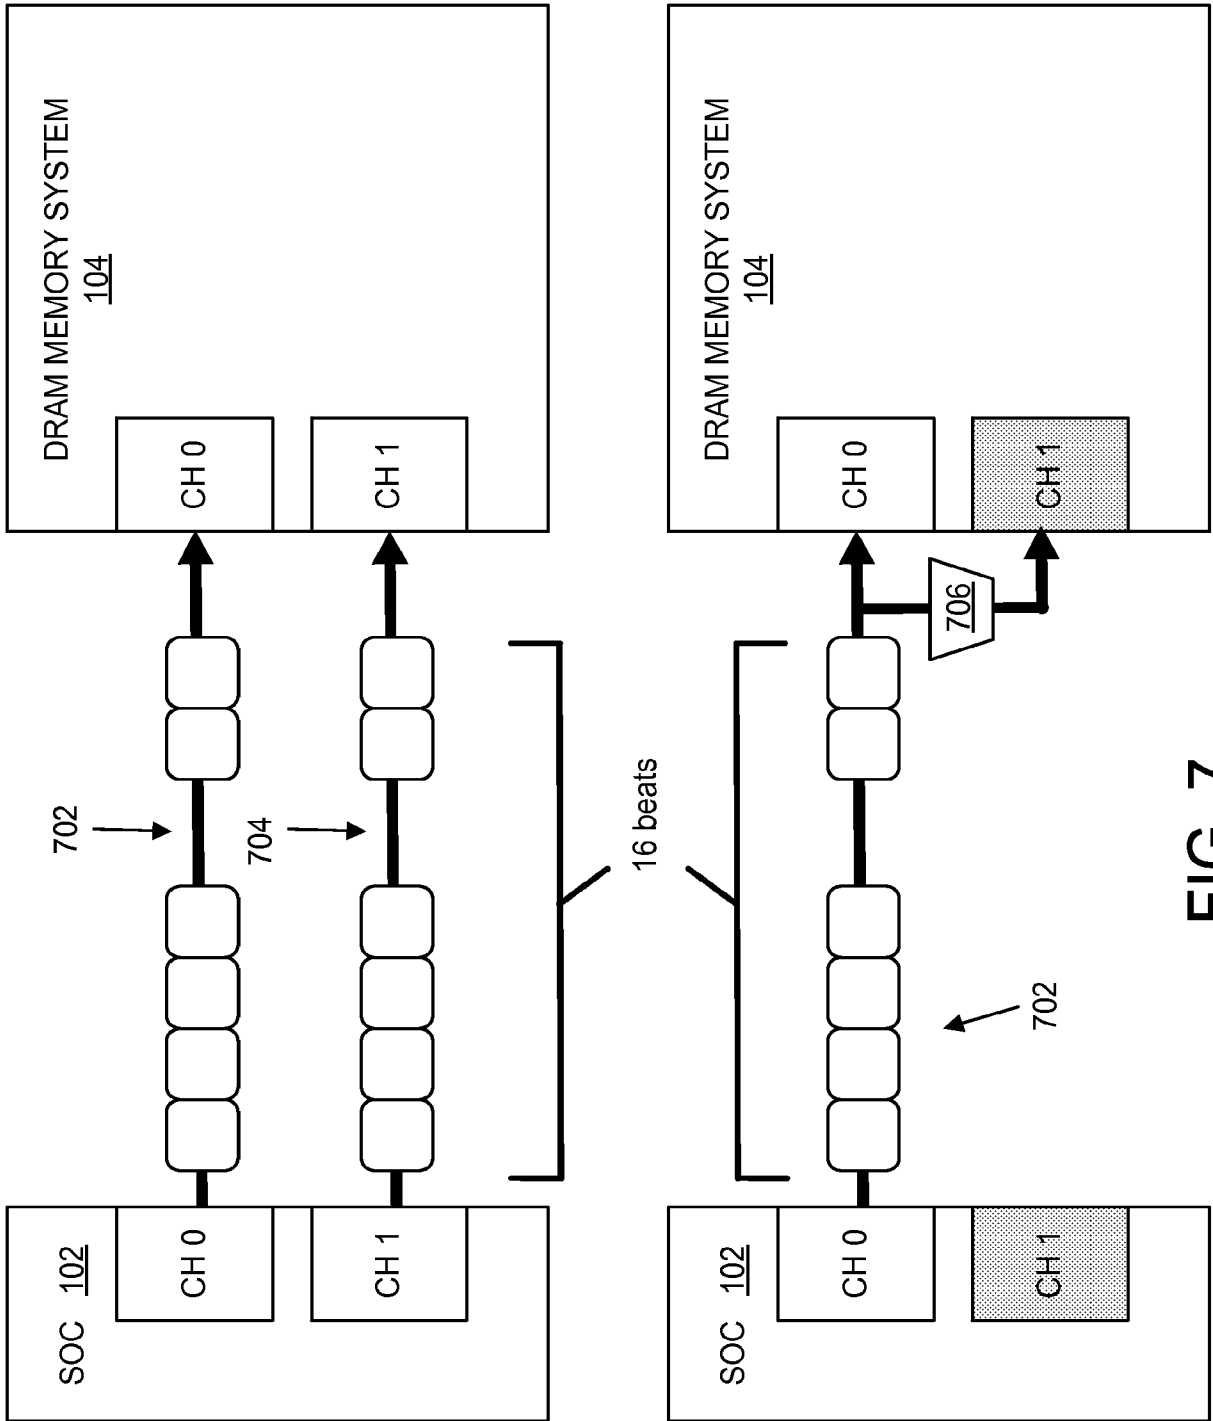 SOC 102
CH 0
CH 1
702
704
DRAM MEMORY SYSTEM
104
CH 0
CH 1
16 beats
SOC 102
CH 0
CH 1
702
706
DRAM MEMORY SYSTEM
104
CH 0
CH 1
FIG. 7